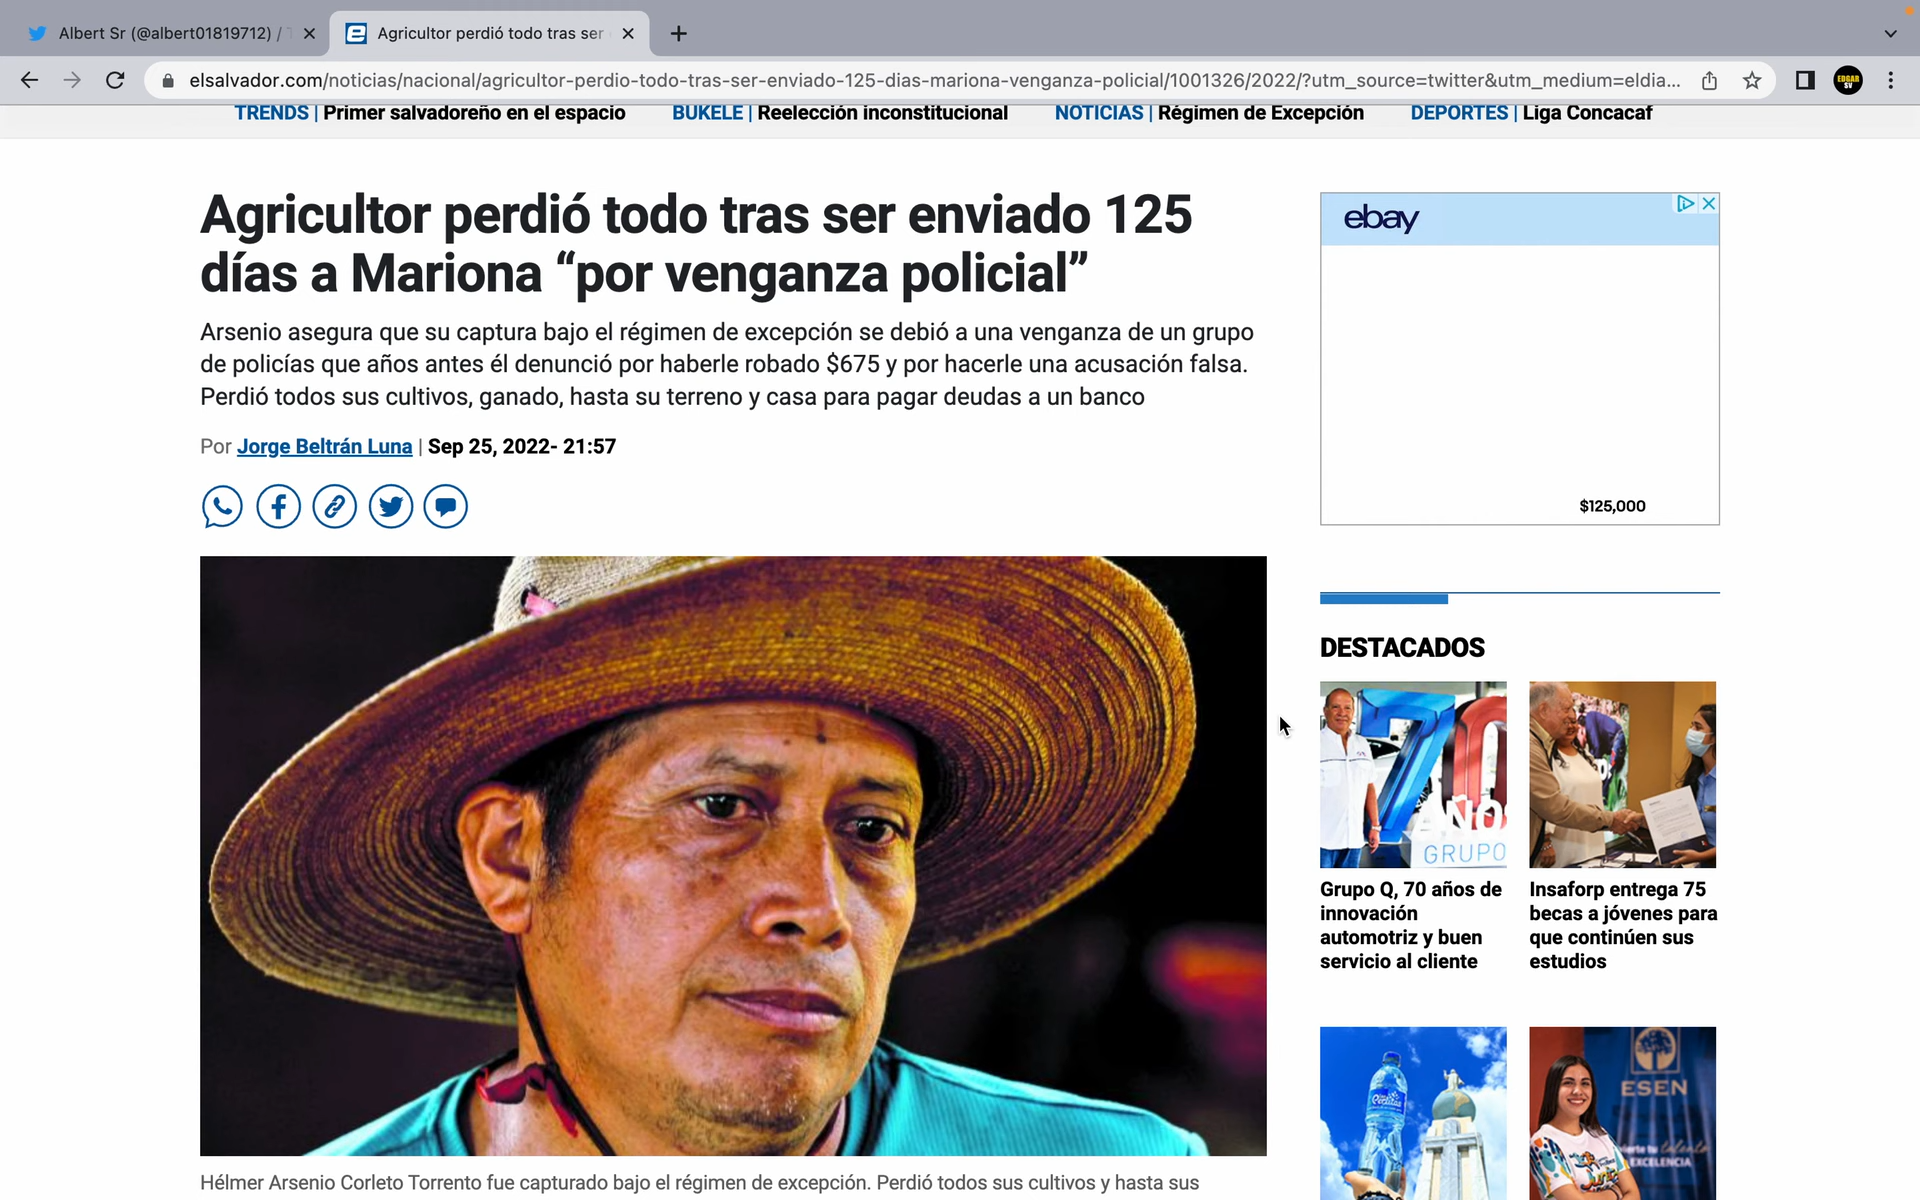 Albert Sr (@albert01819712) /
Agricultor perdió todo tras ser
elsalvador.com/noticias/nacional/agricultor-perdio-todo-tras-ser-enviado-125-dias-mariona-venganza-policial/1001326/2022/?utm_source=twitter&utm_medium=eldia...
EDGAR
SV
TRENDS | Primer salvadoreño en el espacio
BUKELE | Reelección inconstitucional
NOTICIAS | Régimen de Excepción
DEPORTES | Liga Concacaf
Agricultor perdió todo tras ser enviado 125
días a Mariona “por venganza policial”
Arsenio asegura que su captura bajo el régimen de excepción se debió a una venganza de un grupo
de policías que años antes él denunció por haberle robado $675 y por hacerle una acusación falsa.
Perdió todos sus cultivos, ganado, hasta su terreno y casa para pagar deudas a un banco
Por Jorge Beltrán Luna | Sep 25, 2022- 21:57
Hélmer Arsenio Corleto Torrento fue capturado bajo el régimen de excepción. Perdió todos sus cultivos y hasta sus
ebay
$125,000
DESTACADOS
70
AÑOS
GRUPO
Grupo Q, 70 años de
innovación
automotriz y buen
servicio al cliente
Insaforp entrega 75
becas a jóvenes para
que continúen sus
estudios
ESEN
EXCELENCIA